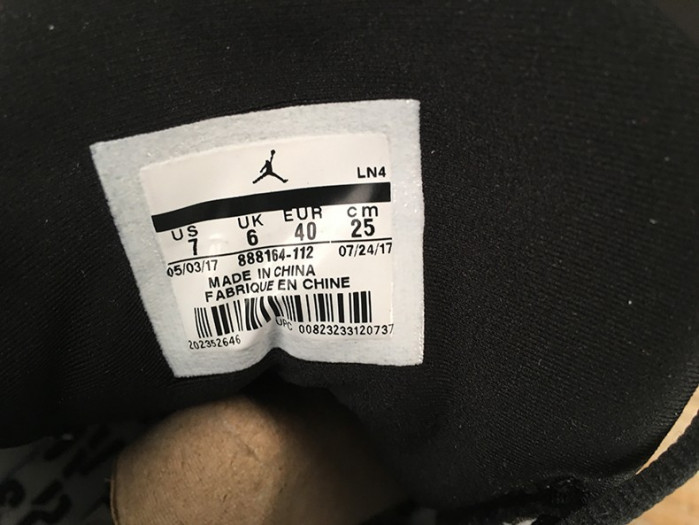 LN4
US UK EUR cm
7 6 40 25
05/03/17 888164-112 07/24/17
MADE IN CHINA
FABRIQUE EN CHINE
UPC 00823233120737
202352646